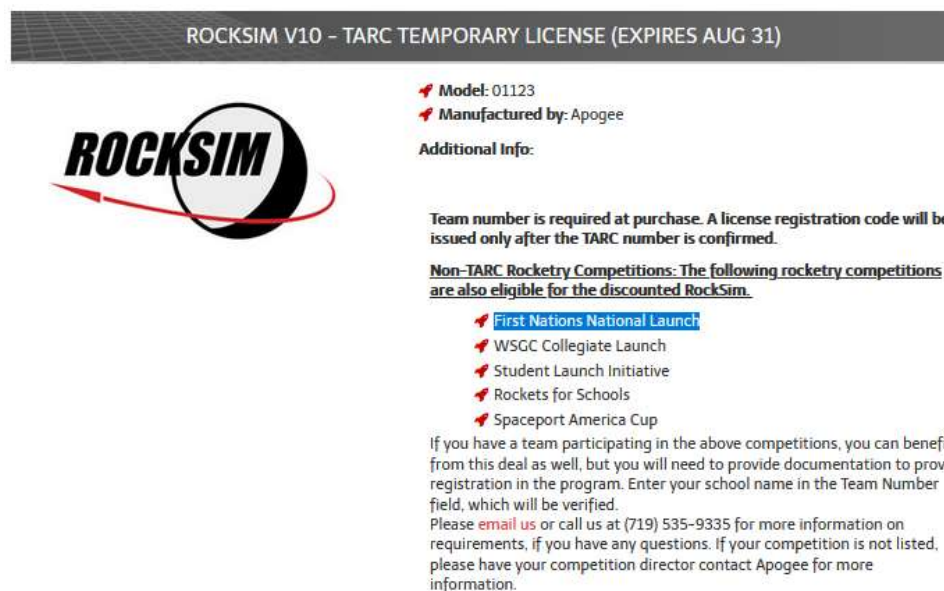 ROCKSIM V10 - TARC TEMPORARY LICENSE (EXPIRES AUG 31)
ROCKSIM
Model: 01123
Manufactured by: Apogee
Additional Info:
Team number is required at purchase. A license registration code will be
issued only after the TARC number is confirmed.
Non-TARC Rocketry Competitions: The following rocketry competitions
are also eligible for the discounted RockSim.
First Nations National Launch
WSGC Collegiate Launch
Student Launch Initiative
Rockets for Schools
Spaceport America Cup
If you have a team participating in the above competitions, you can benefi
from this deal as well, but you will need to provide documentation to prov
registration in the program. Enter your school name in the Team Number
field, which will be verified.
Please email us or call us at (719) 535-9335 for more information on
requirements, if you have any questions. If your competition is not listed,
please have your competition director contact Apogee for more
information.